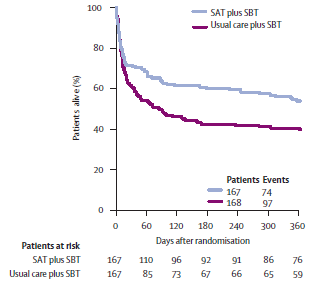 100
SAT plus SBT
Usual care plus SBT
80
60
40
20
0
Patients alive (%)
Patients Events
167 74
168 97
0 60 120 180 240 300 360
Days after randomisation
Patients at risk
SAT plus SBT 167 110 96 92 91 86 76
Usual care plus SBT 167 85 73 67 66 65 59